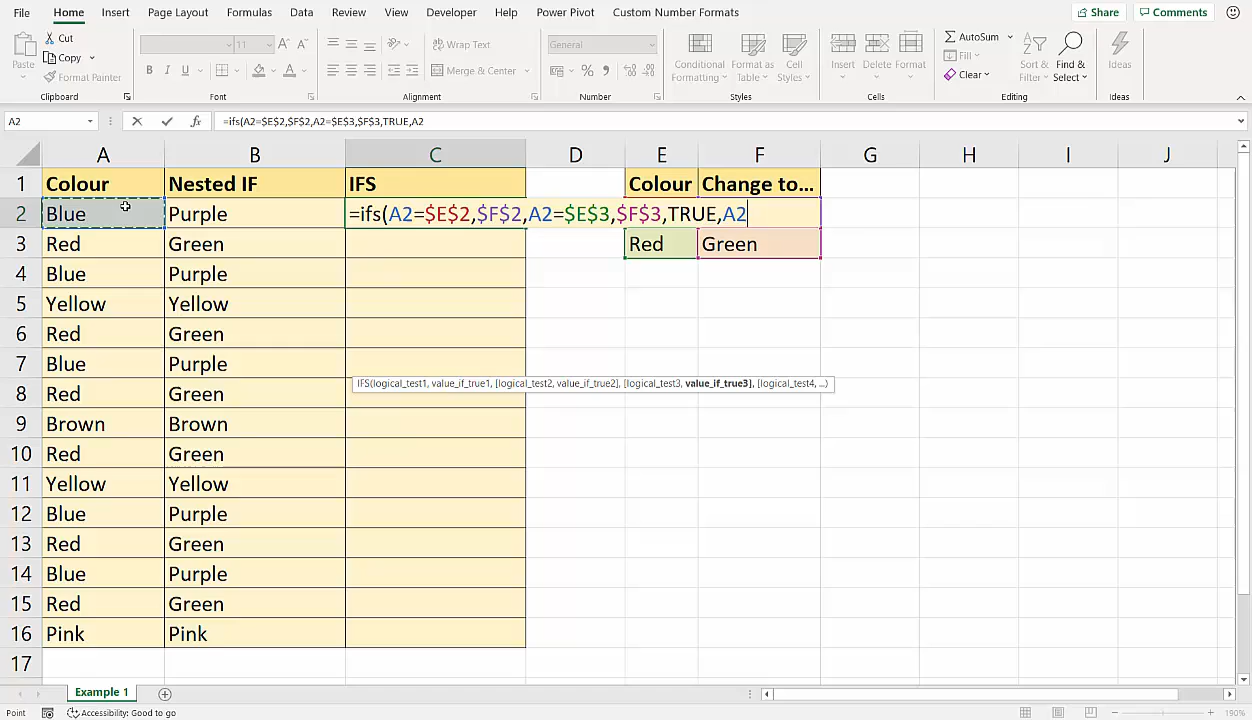 File Home Insert Page Layout Formulas Data Review View Developer Help Power Pivot Custom Number Formats Share Comments
Cut
Copy
Format Painter
Paste
Clipboard
11 A A
B I U A
Font
Wrap Text
Merge & Center
Alignment
General
%
Number
Conditional Formatting
Format as Table
Cell Styles
Styles
Insert Delete Format
Cells
AutoSum
Fill
Clear
Sort & Filter
Find & Select
Editing
Ideas
Ideas
A2 fx =ifs(A2=$E$2,$F$2,A2=$E$3,$F$3,TRUE,A2
A B C D E F G H I J
1 Colour Nested IF IFS Colour Change to...
2 Blue Purple =ifs(A2=$E$2,$F$2,A2=$E$3,$F$3,TRUE,A2
3 Red Green Red Green
4 Blue Purple
5 Yellow Yellow
6 Red Green
7 Blue Purple
IFS(logical_test1, value_if_true1, [logical_test2, value_if_true2], [logical_test3, value_if_true3], [logical_test4, ...)
8 Red Green
9 Brown Brown
10 Red Green
11 Yellow Yellow
12 Blue Purple
13 Red Green
14 Blue Purple
15 Red Green
16 Pink Pink
17
Example 1
Point Accessibility: Good to go 190%